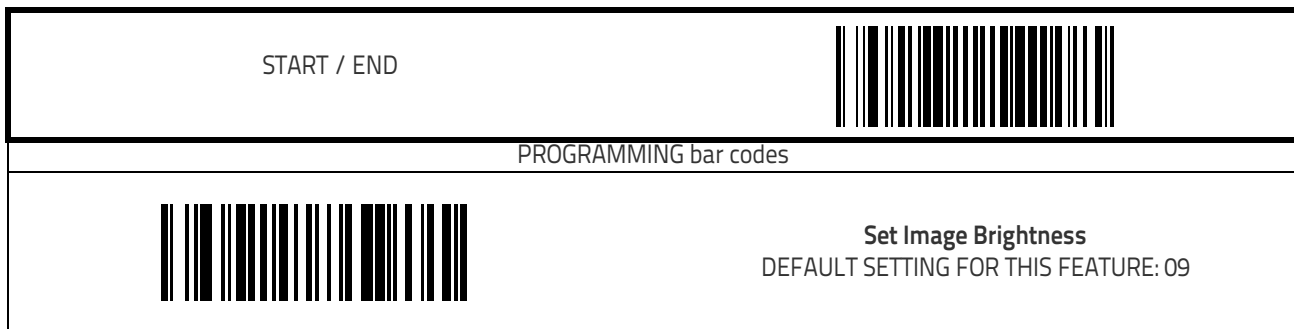 START / END
PROGRAMMING bar codes
Set Image Brightness
DEFAULT SETTING FOR THIS FEATURE: 09